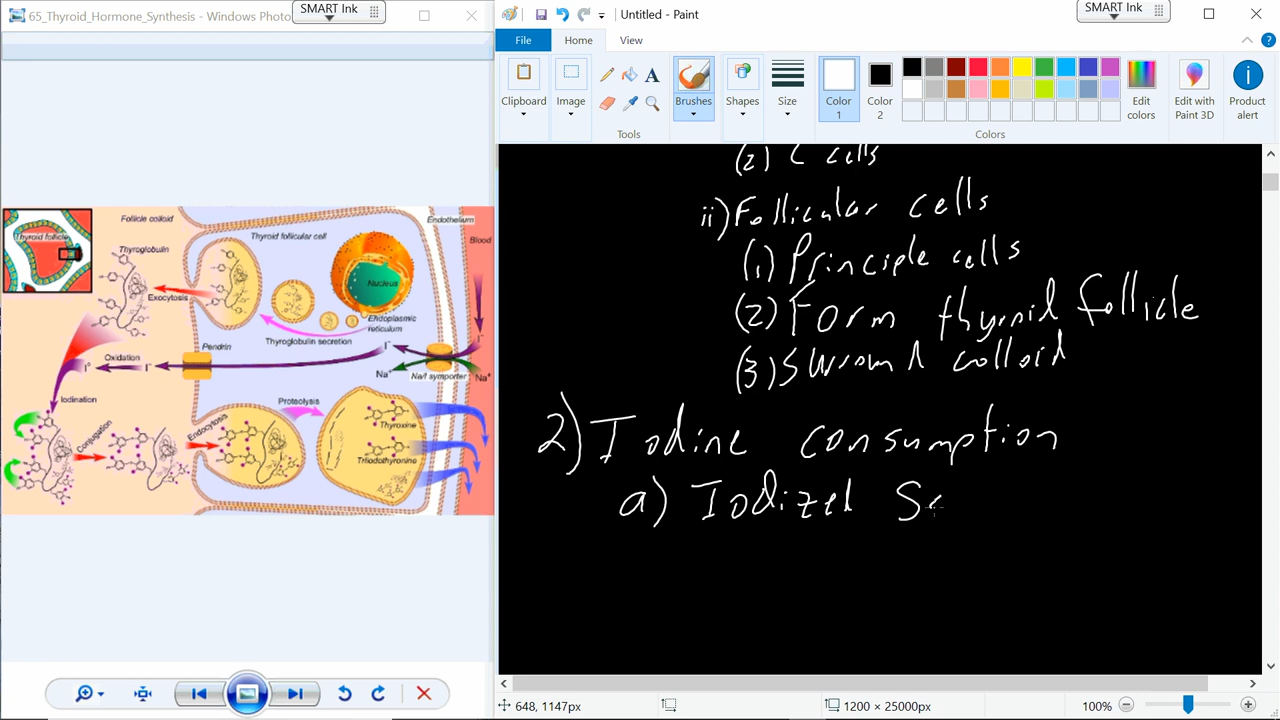 65_Thyroid_Hormone_Synthesis - Windows Photo
SMART Ink
Untitled - Paint
SMART Ink
File
Home
View
Clipboard
Image
Brushes
Shapes
Size
Color 1
Color 2
Edit colors
Edit with Paint 3D
Product alert
Tools
Colors
Thyroid follicle
Follicle colloid
Thyroglobulin
Exocytosis
Thyroid follicular cell
Nucleus
Endoplasmic reticulum
Thyroglobulin secretion
Endothelium
Blood
Pendrin
Oxidation
I°
I-
I-
I-
Na+
Na/I symporter
Na+
Iodination
Conjugation
Endocytosis
Proteolysis
Thyroxine
Triiodothyronine
(2) C cells
ii) Follicular cells
(1) Principle cells
(2) Form thyroid follicle
(3) Surround colloid
2) Iodine consumption
a) Iodized Sa
648, 1147px
1200 × 25000px
100%